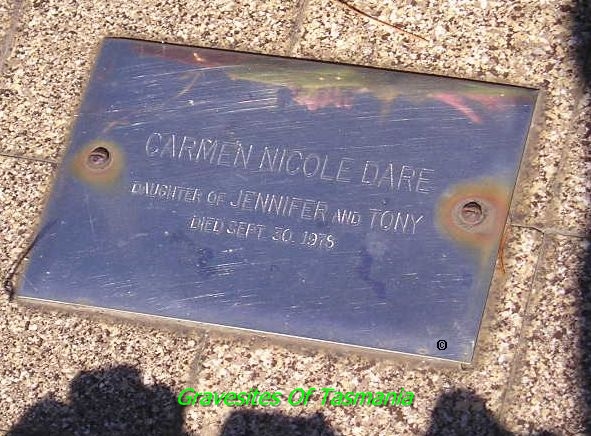 CARMEN NICOLE DARE
DAUGHTER OF JENNIFER AND TONY
DIED SEPT. 30. 1978
©
Gravesites Of Tasmania